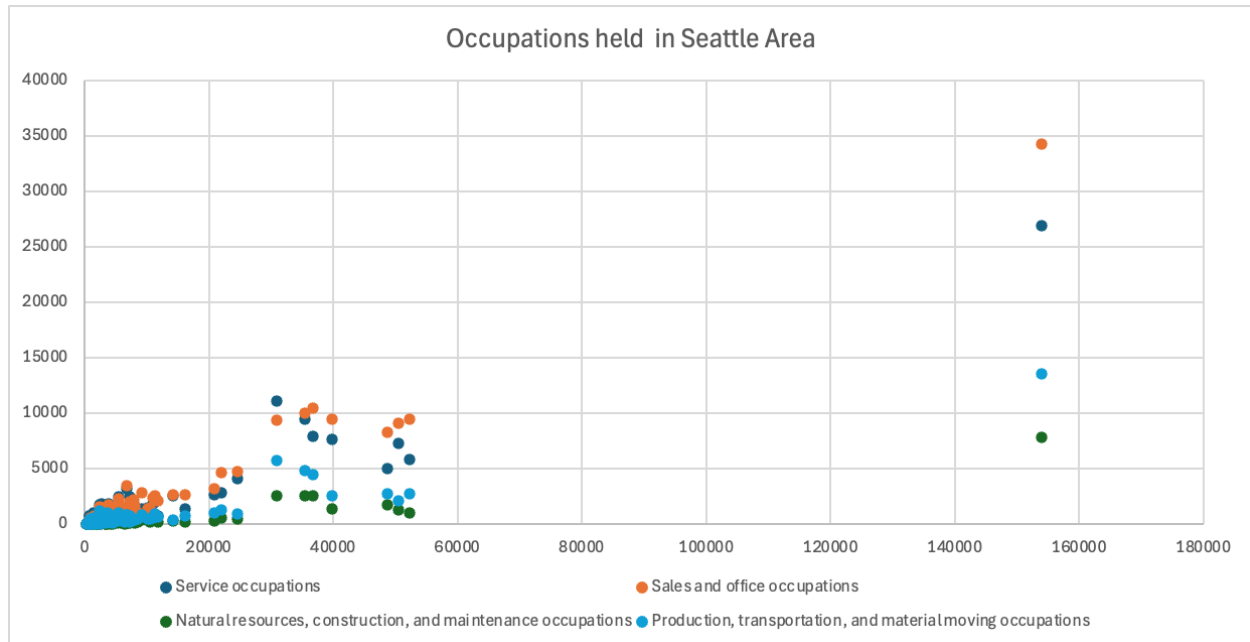 Occupations held  in Seattle Area
40000
35000
30000
25000
20000
15000
10000
5000
0
0 20000 40000 60000 80000 100000 120000 140000 160000 180000
Service occupations Sales and office occupations
Natural resources, construction, and maintenance occupations Production, transportation, and material moving occupations